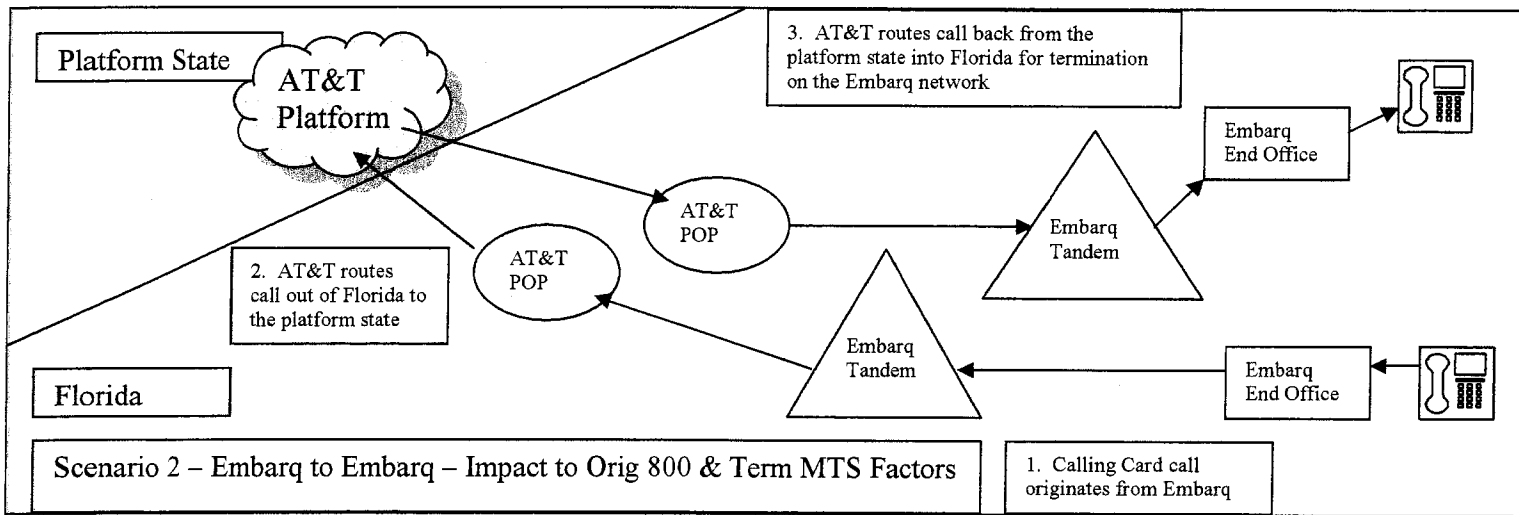 Platform State
AT&T
Platform
3. AT&T routes call back from the
platform state into Florida for termination
on the Embarq network
Embarq
End Office
AT&T
POP
Embarq
Tandem
2. AT&T routes
call out of Florida to
the platform state
AT&T
POP
Embarq
Tandem
Embarq
End Office
Florida
Scenario 2 – Embarq to Embarq – Impact to Orig 800 & Term MTS Factors
1. Calling Card call
originates from Embarq